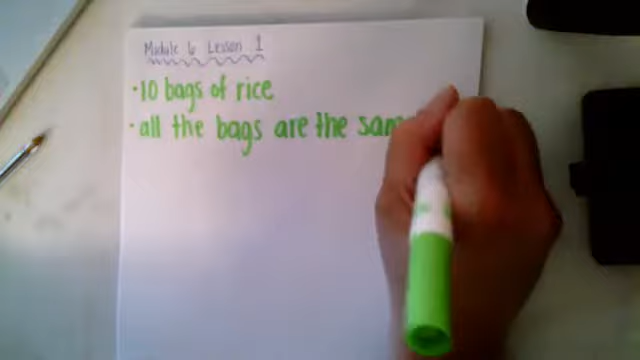 Module 6 Lesson 1
· 10 bags of rice
· all the bags are the sam